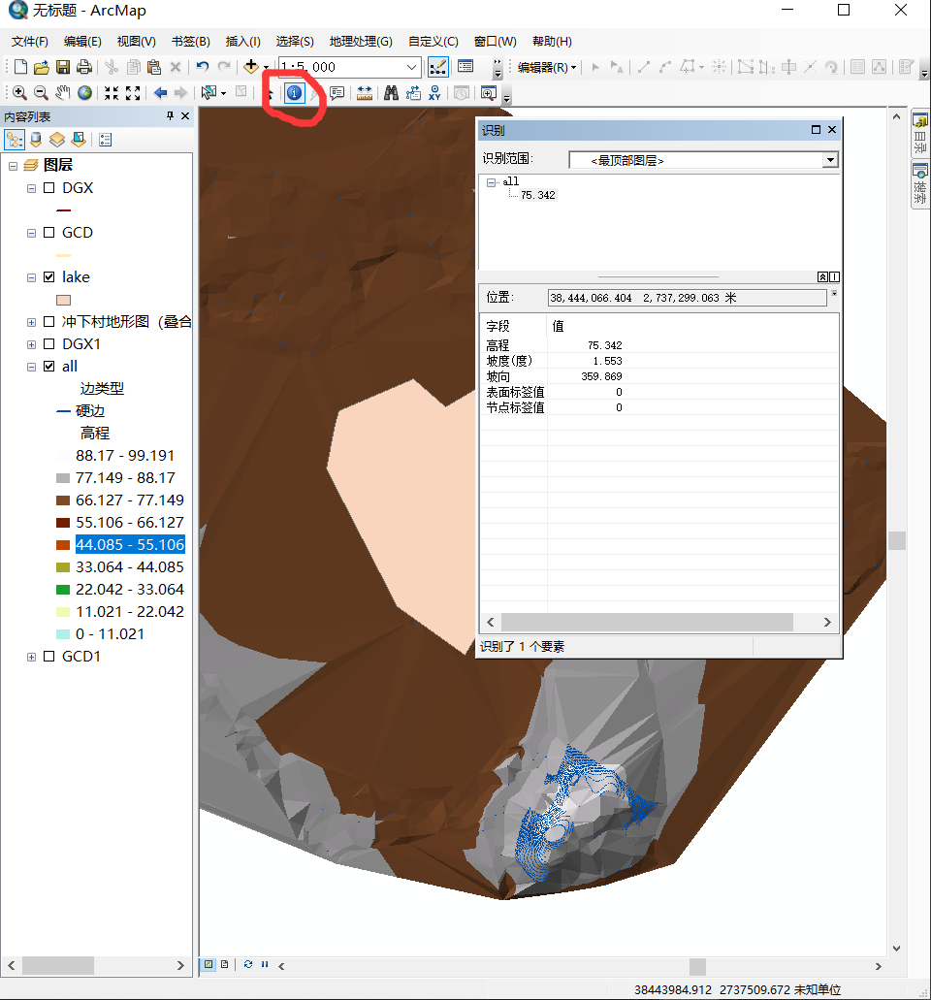 无标题 - ArcMap
文件(F) 编辑(E) 视图(V) 书签(B) 插入(I) 选择(S) 地理处理(G) 自定义(C) 窗口(W) 帮助(H)
1:5,000
编辑器(R)
XY
内容列表
图层
DGX
GCD
lake
冲下村地形图（叠合
DGX1
all
边类型
硬边
高程
88.17 - 99.191
77.149 - 88.17
66.127 - 77.149
55.106 - 66.127
44.085 - 55.106
33.064 - 44.085
22.042 - 33.064
11.021 - 22.042
0 - 11.021
GCD1
识别
识别范围: <最顶部图层>
all
75.342
位置: 38,444,066.404 2,737,299.063 米
字段 值
高程 75.342
坡度(度) 1.553
坡向 359.869
表面标签值 0
节点标签值 0
识别了 1 个要素
目录
搜索
38443984.912 2737509.672 未知单位